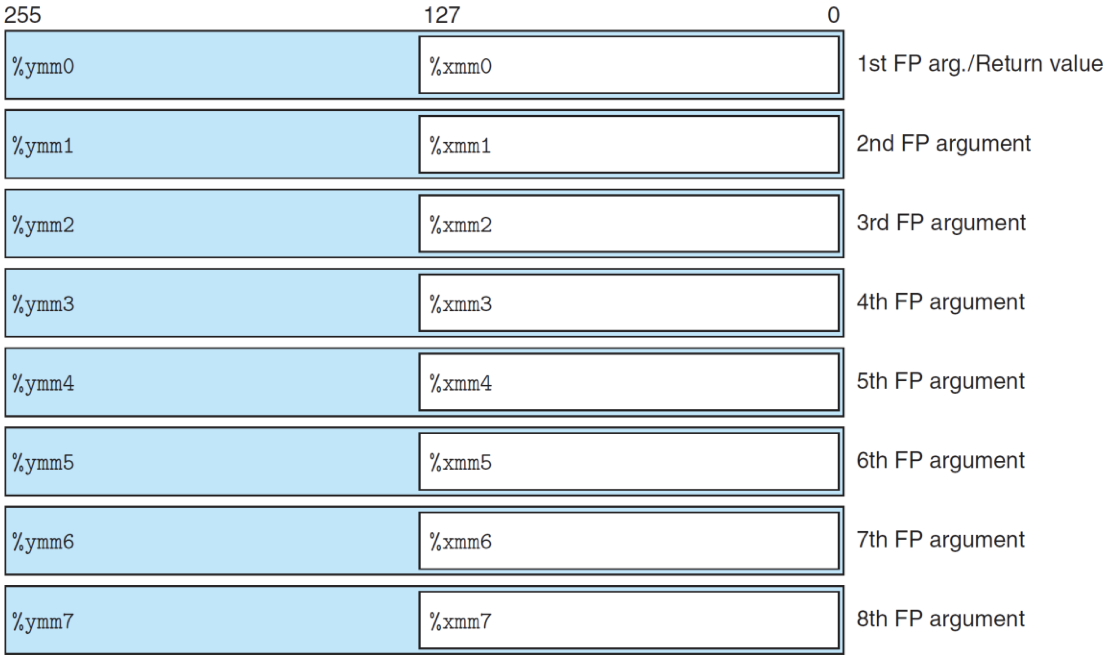 255 127 0
%ymm0 %xmm0 1st FP arg./Return value
%ymm1 %xmm1 2nd FP argument
%ymm2 %xmm2 3rd FP argument
%ymm3 %xmm3 4th FP argument
%ymm4 %xmm4 5th FP argument
%ymm5 %xmm5 6th FP argument
%ymm6 %xmm6 7th FP argument
%ymm7 %xmm7 8th FP argument